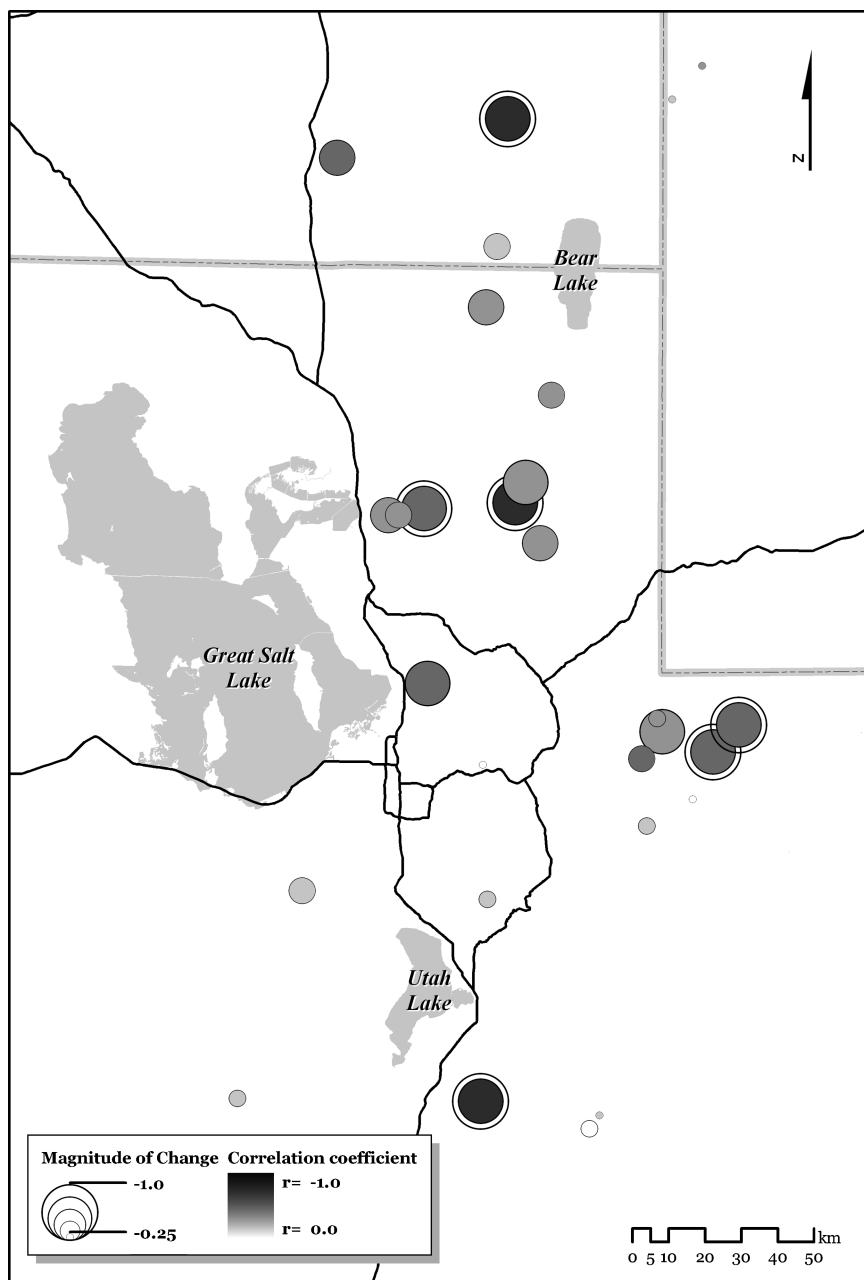 N
Bear
Lake
Great Salt
Lake
Utah
Lake
Magnitude of Change Correlation coefficient
-1.0
r= -1.0
-0.25
r= 0.0
km
0 5 10 20 30 40 50